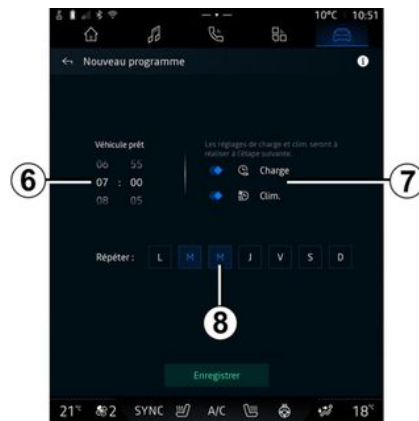 10°C 10:51
Nouveau programme
Véhicule prêt
Les réglages de charge et clim. seront à
réaliser à l'étape suivante.
06 55
07 : 00
08 05
Charge
Clim.
6
7
Répéter : L M M J V S D
8
Enregistrer
21°C 2 SYNC A/C 18°C